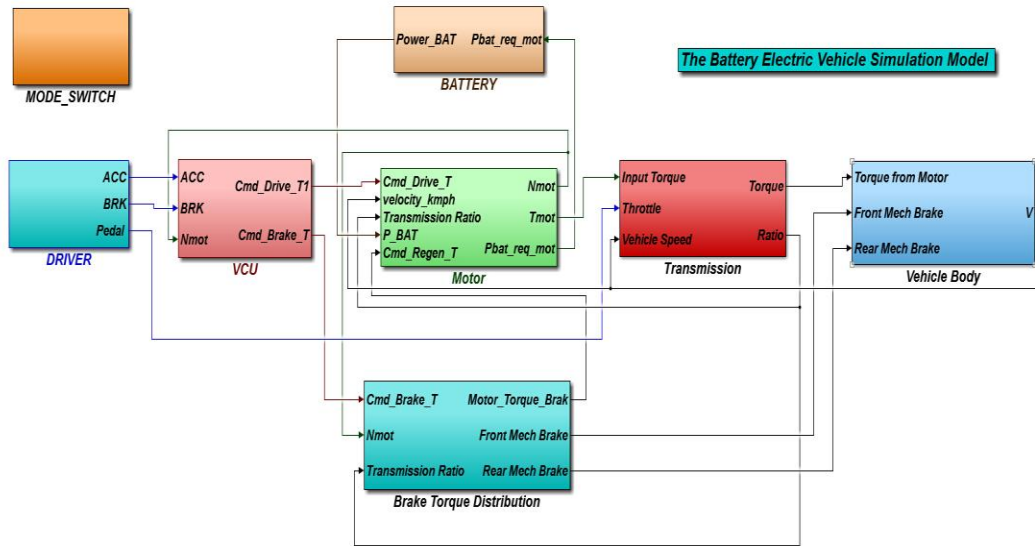 Power_BAT
Pbat_req_mot
BATTERY
The Battery Electric Vehicle Simulation Model
MODE_SWITCH
ACC
BRK
Pedal
DRIVER
ACC
BRK
Nmot
Cmd_Drive_T1
Cmd_Brake_T
VCU
Cmd_Drive_T
velocity_kmph
Transmission Ratio
P_BAT
Cmd_Regen_T
Nmot
Tmot
Pbat_req_mot
Motor
Input Torque
Throttle
Vehicle Speed
Torque
Ratio
Transmission
Torque from Motor
Front Mech Brake
Rear Mech Brake
V
Vehicle Body
Cmd_Brake_T
Nmot
Transmission Ratio
Motor_Torque_Brak
Front Mech Brake
Rear Mech Brake
Brake Torque Distribution